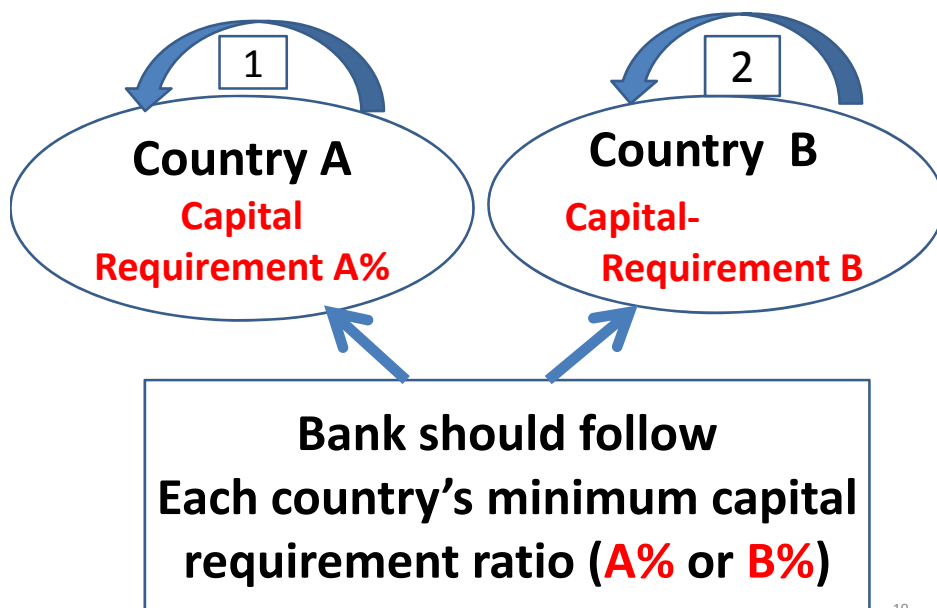 1
2
Country A
Capital
Requirement A%
Country B
Capital-
Requirement B
Bank should follow
Each country's minimum capital
requirement ratio (A% or B%)